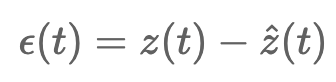 ϵ(t) = z(t) − ẑ(t)